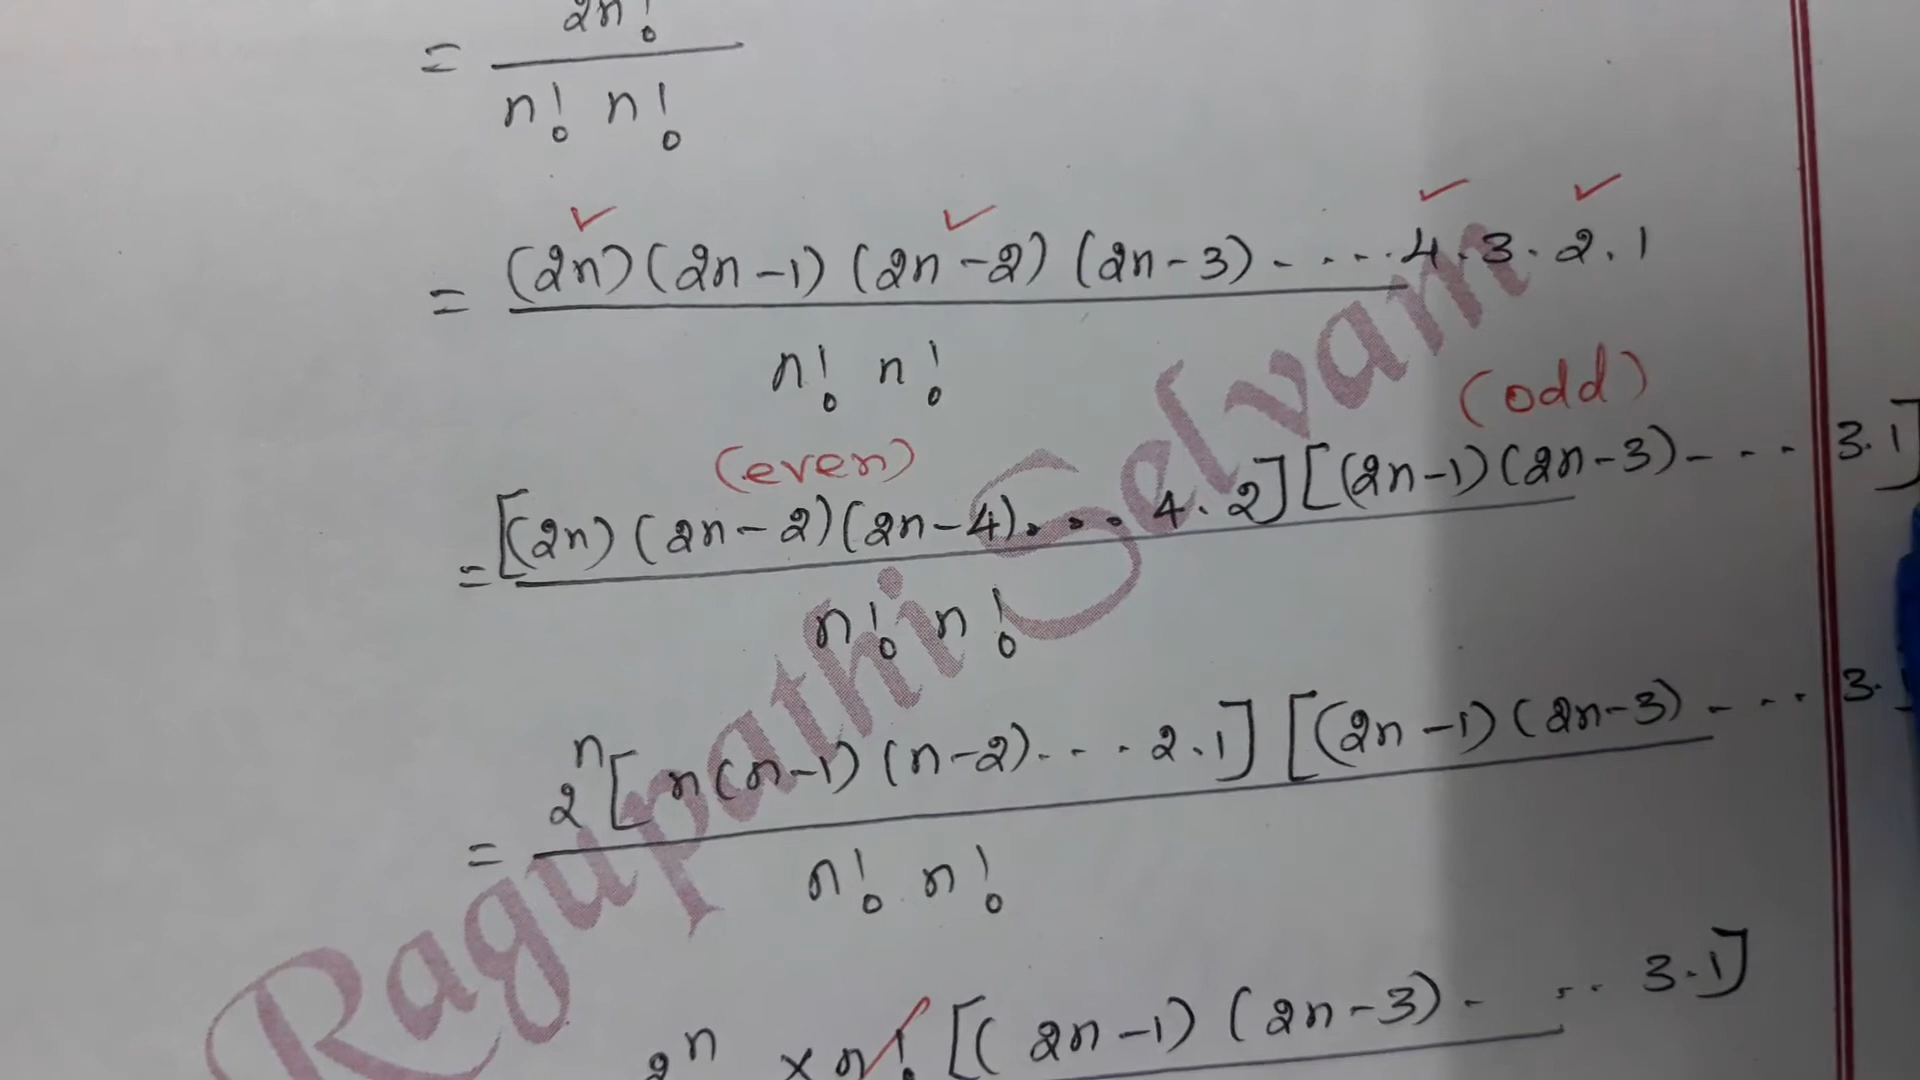 2n!
=
n! n!
(2n)(2n-1)(2n-2)(2n-3)-....4.3.2.1
=
n! n!
(even) (odd)
=[(2n)(2n-2)(2n-4)....4.2][(2n-1)(2n-3)---- 3.1]
n! n!
2ⁿ[n(n-1)(n-2)....2.1][(2n-1)(2n-3)---- 3.
=
n! n!
2ⁿ × n! [(2n-1)(2n-3)- ... 3.1]
Ragupathi Selvam